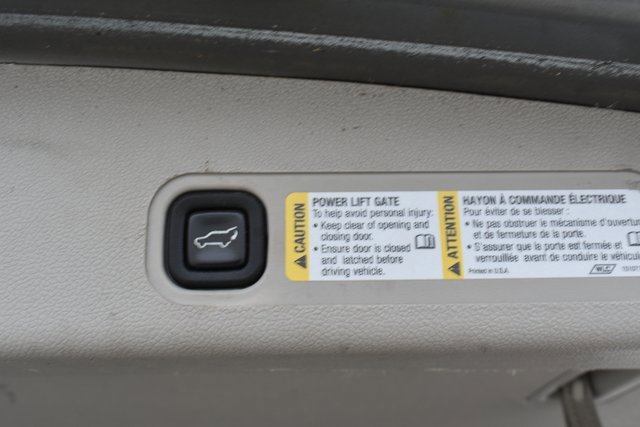 CAUTION
POWER LIFT GATE
To help avoid personal injury:
• Keep clear of opening and
closing door.
• Ensure door is closed
and latched before
driving vehicle.
ATTENTION
HAYON À COMMANDE ÉLECTRIQUE
Pour éviter de se blesser :
• Ne pas obstruer le mécanisme d'ouverture
et de fermeture de la porte.
• S'assurer que la porte est fermée et
verrouillée avant de conduire le véhicule
Printed in U.S.A.
WLC